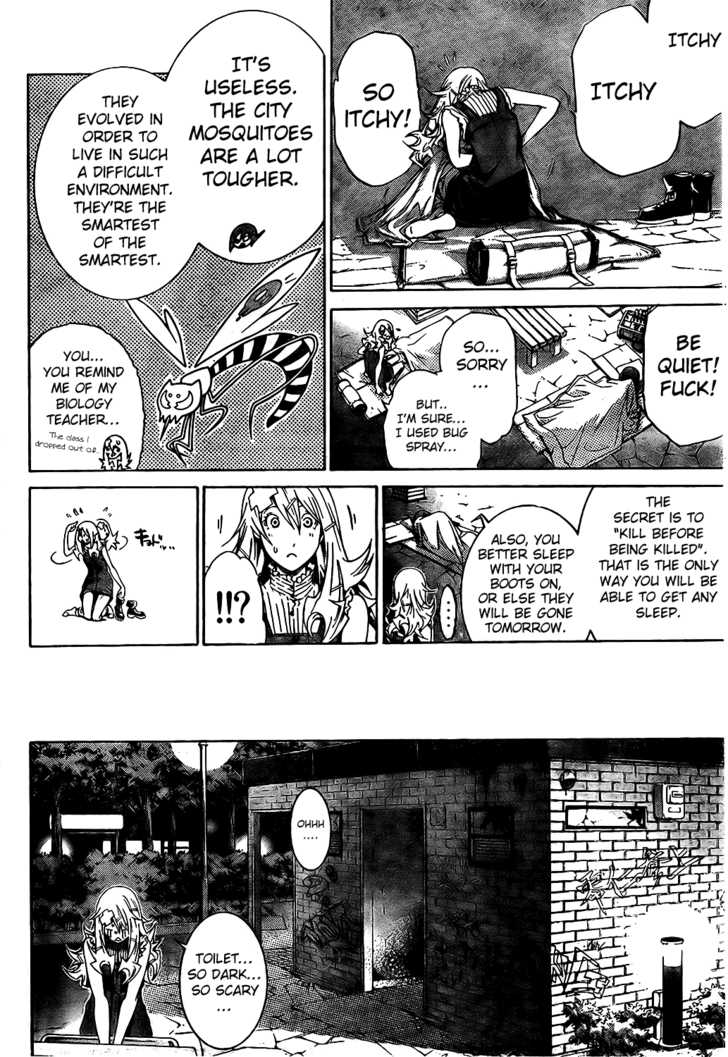 ITCHY
ITCHY
SO
ITCHY!
IT'S
USELESS.
THE CITY
MOSQUITOES
ARE A LOT
TOUGHER.
THEY
EVOLVED IN
ORDER TO
LIVE IN SUCH
A DIFFICULT
ENVIRONMENT.
THEY'RE THE
SMARTEST
OF THE
SMARTEST.
YOU...
YOU REMIND
ME OF MY
BIOLOGY
TEACHER...
The class I
dropped out of.
BE
QUIET!
FUCK!
SO...
SORRY
...
BUT..
I'M SURE...
I USED BUG
SPRAY...
THE
SECRET IS TO
"KILL BEFORE
BEING KILLED".
THAT IS THE ONLY
WAY YOU WILL BE
ABLE TO GET ANY
SLEEP.
ALSO, YOU
BETTER SLEEP
WITH YOUR
BOOTS ON,
OR ELSE THEY
WILL BE GONE
TOMORROW.
....
!!?
OHHH
....
TOILET...
SO DARK...
SO SCARY
...